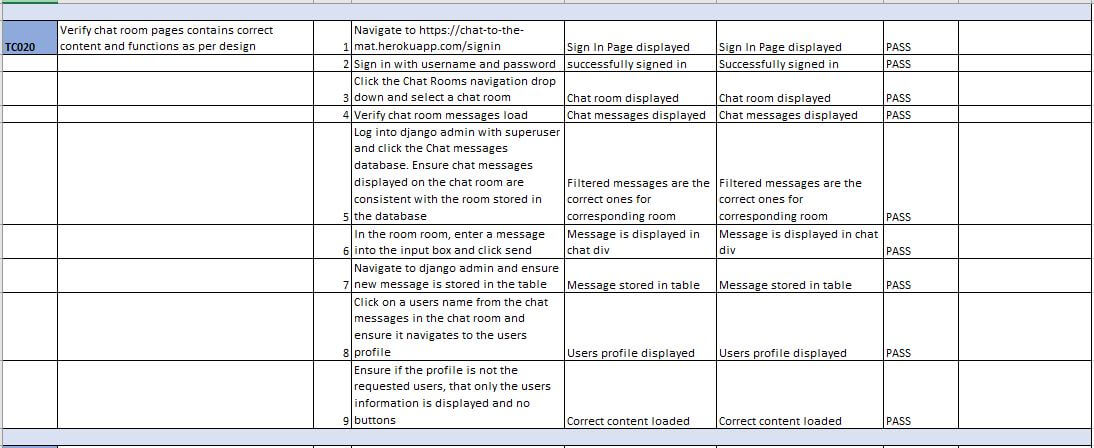 TC020 Verify chat room pages contains correct content and functions as per design 1 Navigate to https://chat-to-the-mat.herokuapp.com/signin Sign In Page displayed Sign In Page displayed PASS
2 Sign in with username and password successfully signed in Successfully signed in PASS
3 Click the Chat Rooms navigation drop down and select a chat room Chat room displayed Chat room displayed PASS
4 Verify chat room messages load Chat messages displayed Chat messages displayed PASS
5 Log into django admin with superuser and click the Chat messages database. Ensure chat messages displayed on the chat room are consistent with the room stored in the database Filtered messages are the correct ones for corresponding room Filtered messages are the correct ones for corresponding room PASS
6 In the room room, enter a message into the input box and click send Message is displayed in chat div Message is displayed in chat div PASS
7 Navigate to django admin and ensure new message is stored in the table Message stored in table Message stored in table PASS
8 Click on a users name from the chat messages in the chat room and ensure it navigates to the users profile Users profile displayed Users profile displayed PASS
9 Ensure if the profile is not the requested users, that only the users information is displayed and no buttons Correct content loaded Correct content loaded PASS